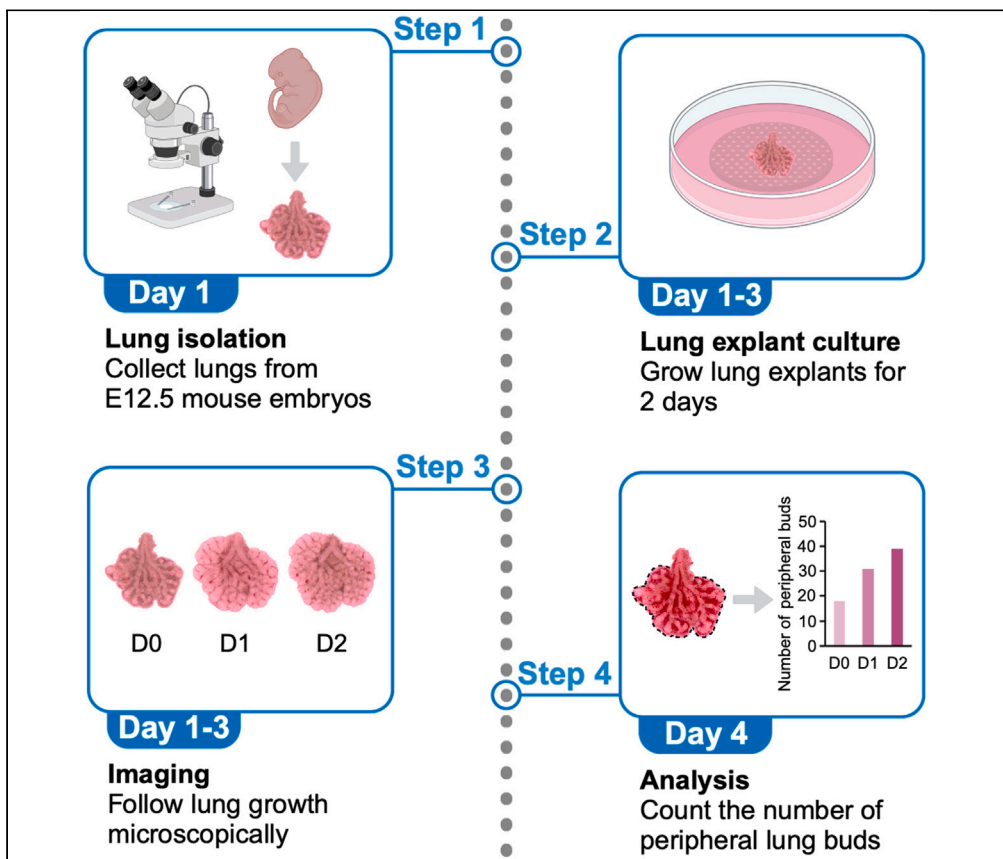 Step 1
Day 1
Lung isolation
Collect lungs from
E12.5 mouse embryos
Step 2
Day 1-3
Lung explant culture
Grow lung explants for
2 days
Step 3
D0 D1 D2
Day 1-3
Imaging
Follow lung growth
microscopically
Step 4
Number of peripheral buds
50
40
30
20
10
0
D0 D1 D2
Day 4
Analysis
Count the number of
peripheral lung buds